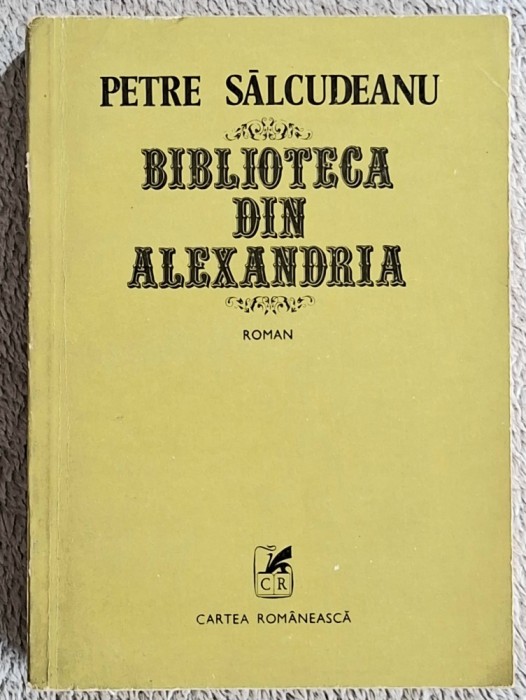 PETRE SĂLCUDEANU
BIBLIOTECA
DIN
ALEXANDRIA
ROMAN
CR
CARTEA ROMÂNEASCĂ